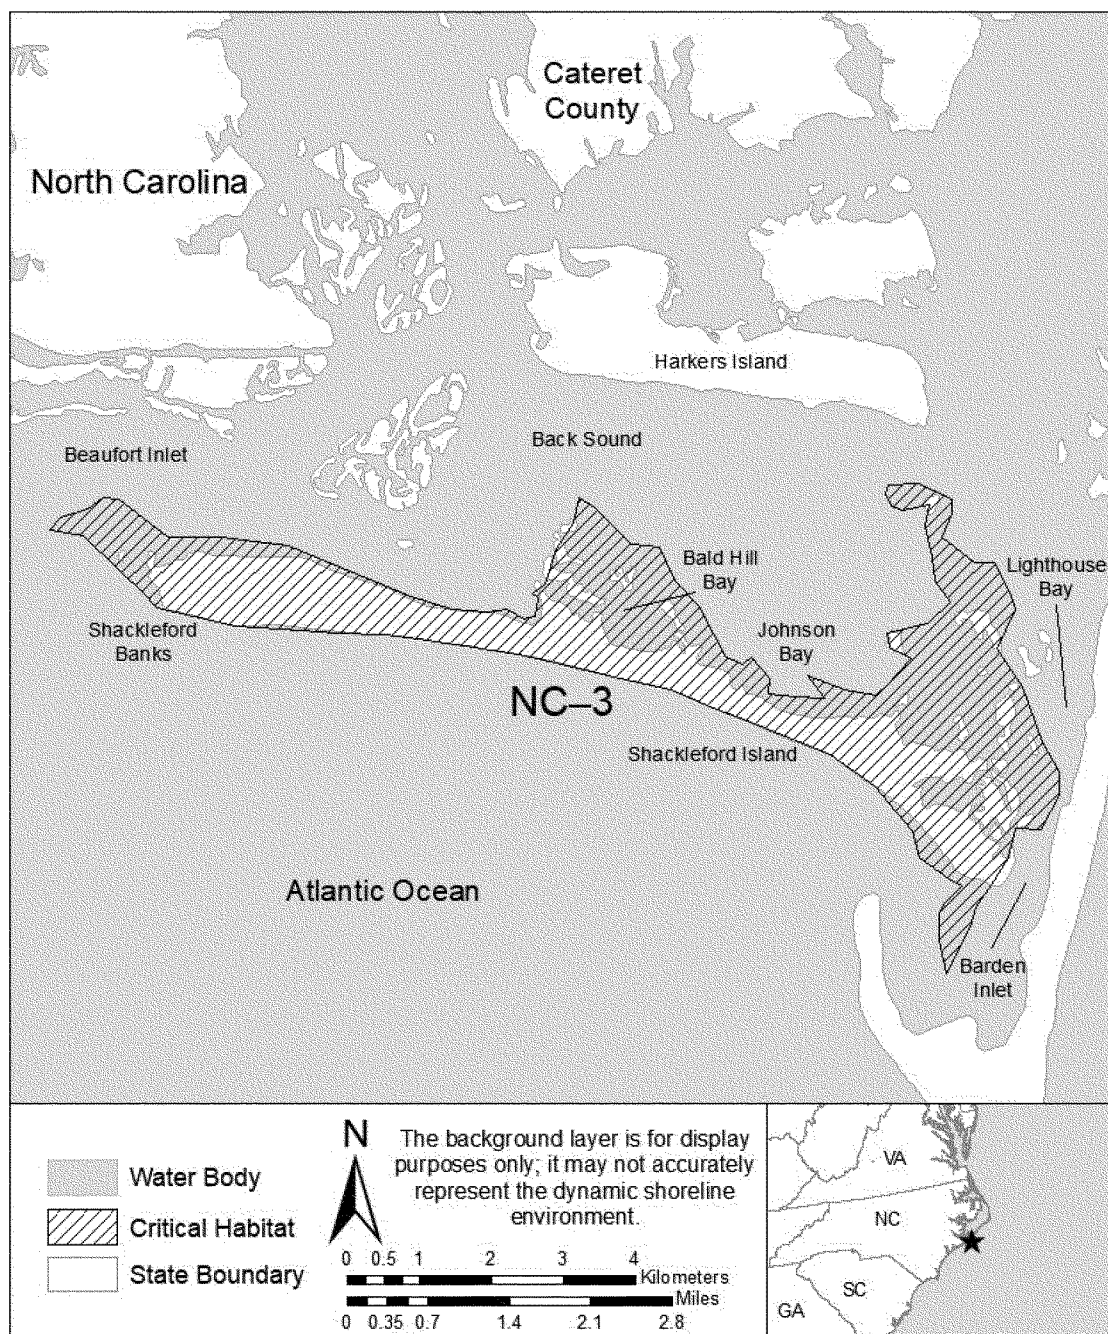 Cateret
County
North Carolina
Harkers Island
Back Sound
Beaufort Inlet
Bald Hill
Bay
Lighthouse
Bay
Shackleford
Banks
Johnson
Bay
NC–3
Shackleford Island
Atlantic Ocean
Barden
Inlet
Water Body
Critical Habitat
State Boundary
N
The background layer is for display
purposes only; it may not accurately
represent the dynamic shoreline
environment.
0 0.5 1 2 3 4
Kilometers
Miles
0 0.35 0.7 1.4 2.1 2.8
VA
NC
SC
GA